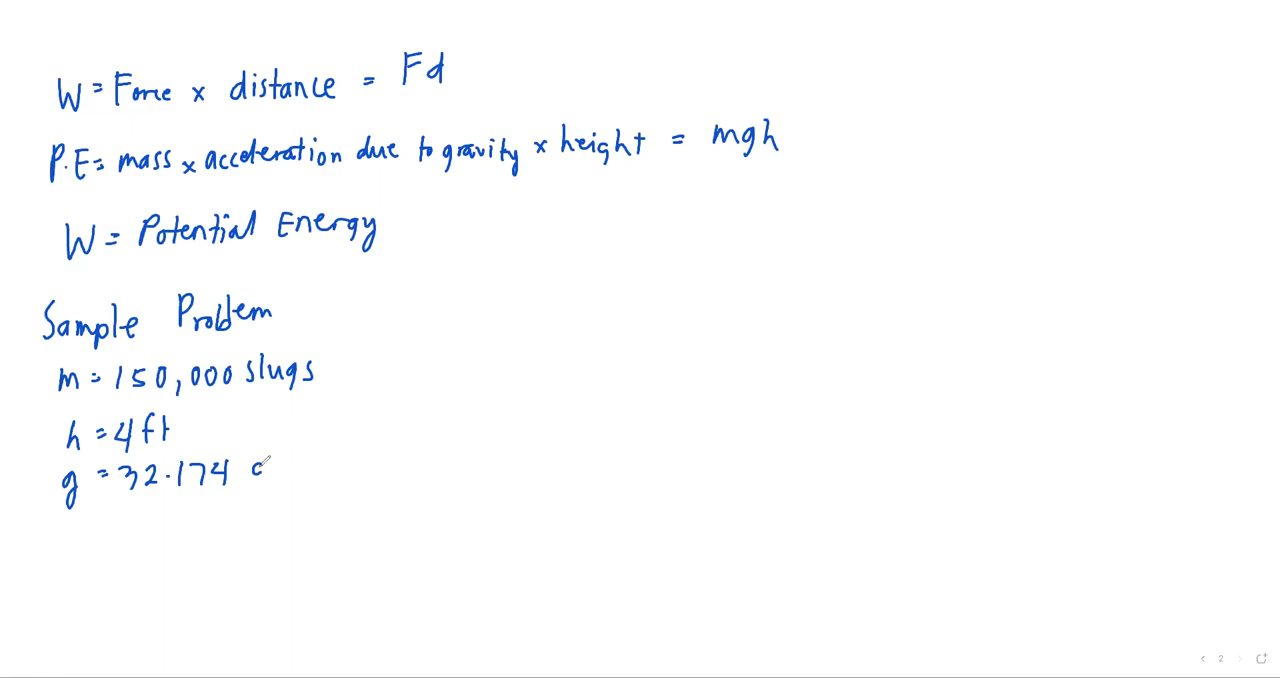 W = Force x distance = Fd
P.E = mass x acceleration due to gravity x height = mgh
W = Potential Energy
Sample Problem
m = 150,000 slugs
h = 4 ft
g = 32.174
2